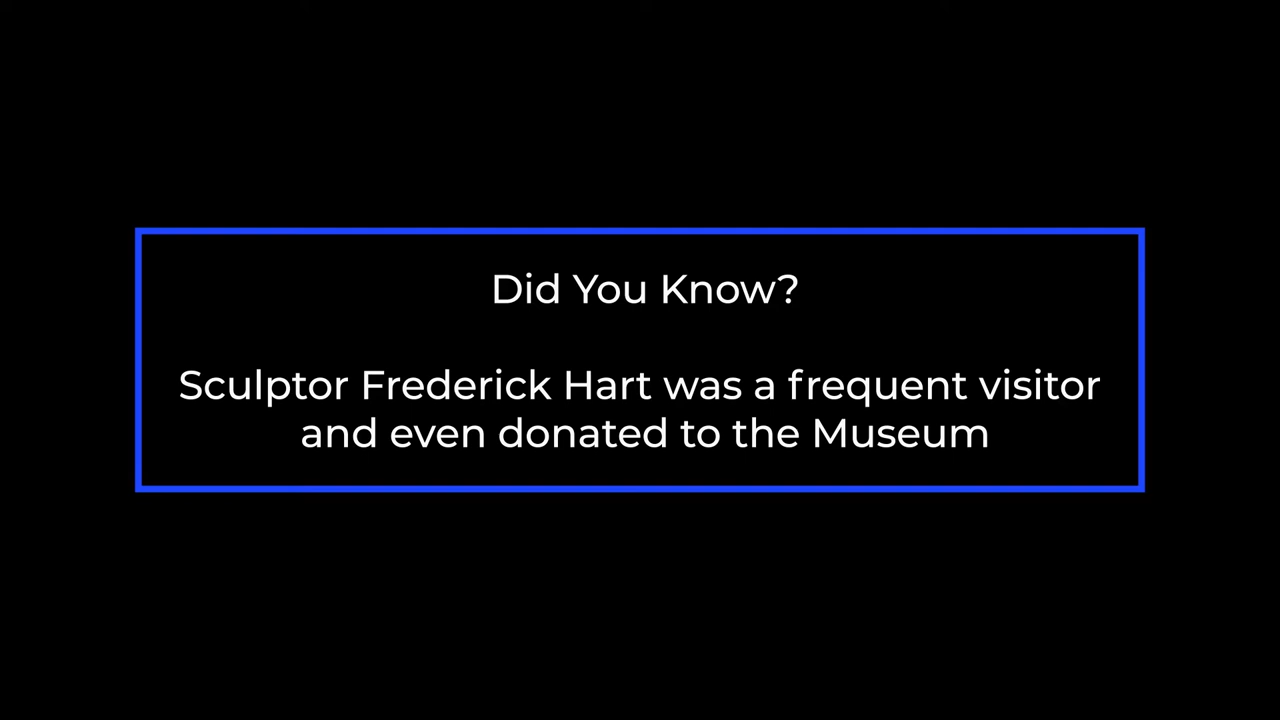 Did You Know?
Sculptor Frederick Hart was a frequent visitor
and even donated to the Museum